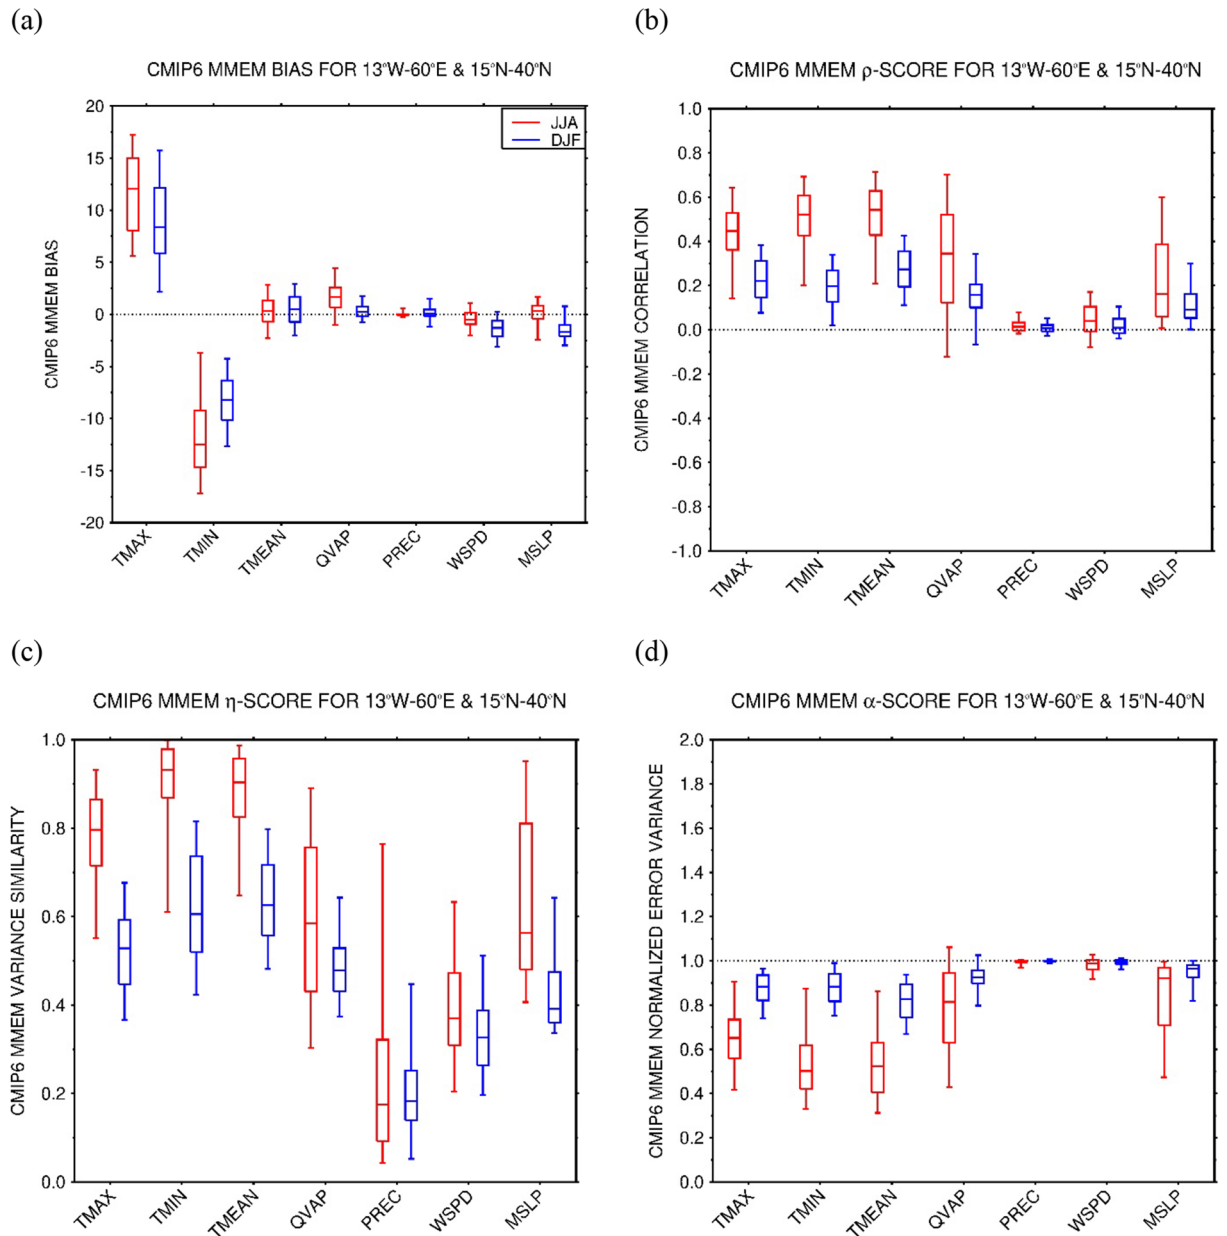 (a)
CMIP6 MMEM BIAS FOR 13°W-60°E & 15°N-40°N
CMIP6 MMEM BIAS
20
15
10
5
0
-5
-10
-15
-20
JJA
DJF
TMAX
TMIN
TMEAN
QVAP
PREC
WSPD
MSLP
(b)
CMIP6 MMEM ρ-SCORE FOR 13°W-60°E & 15°N-40°N
CMIP6 MMEM CORRELATION
1.0
0.8
0.6
0.4
0.2
0.0
-0.2
-0.4
-0.6
-0.8
-1.0
TMAX
TMIN
TMEAN
QVAP
PREC
WSPD
MSLP
(c)
CMIP6 MMEM η-SCORE FOR 13°W-60°E & 15°N-40°N
CMIP6 MMEM VARIANCE SIMILARITY
1.0
0.8
0.6
0.4
0.2
0.0
TMAX
TMIN
TMEAN
QVAP
PREC
WSPD
MSLP
(d)
CMIP6 MMEM α-SCORE FOR 13°W-60°E & 15°N-40°N
CMIP6 MMEM NORMALIZED ERROR VARIANCE
2.0
1.8
1.6
1.4
1.2
1.0
0.8
0.6
0.4
0.2
0.0
TMAX
TMIN
TMEAN
QVAP
PREC
WSPD
MSLP